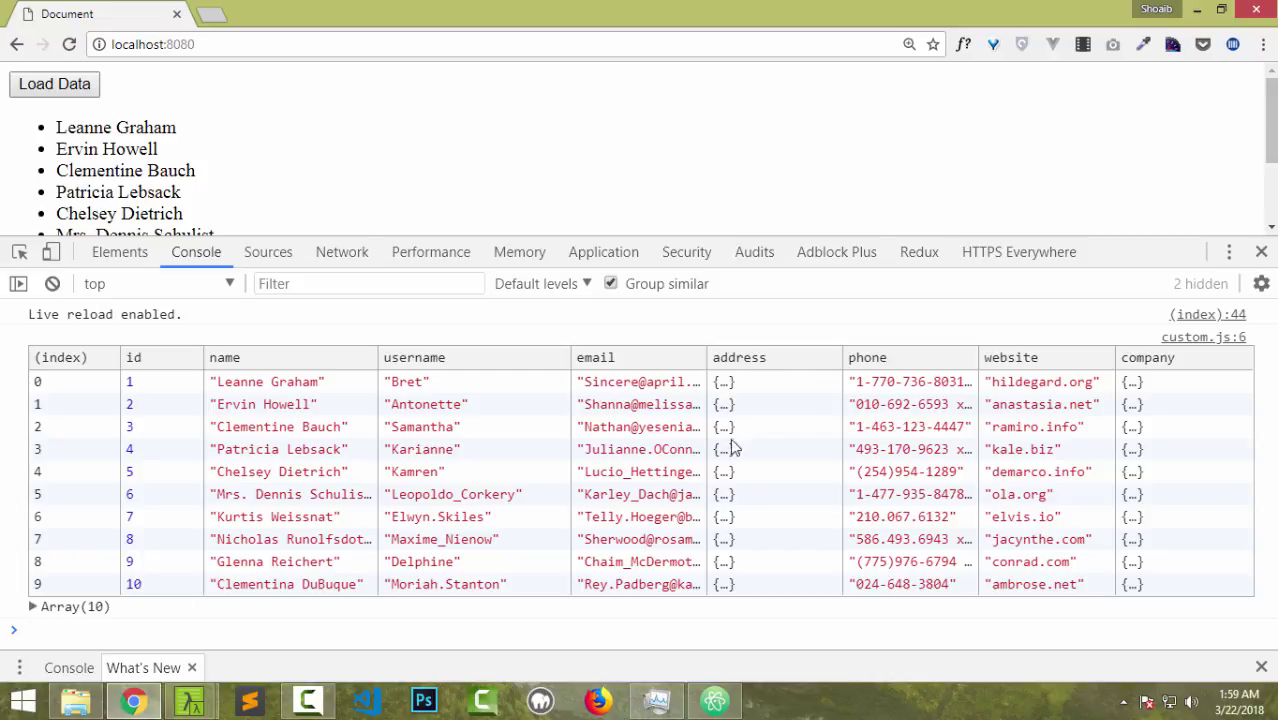 Document
Shoaib
localhost:8080
f?
Load Data
Leanne Graham
Ervin Howell
Clementine Bauch
Patricia Lebsack
Chelsey Dietrich
Mrs. Dennis Schulist
Elements Console Sources Network Performance Memory Application Security Audits Adblock Plus Redux HTTPS Everywhere
top Filter Default levels Group similar 2 hidden
Live reload enabled. (index):44
custom.js:6
(index) id name username email address phone website company
0 1 "Leanne Graham" "Bret" "Sincere@april.… {…} "1-770-736-8031… "hildegard.org" {…}
1 2 "Ervin Howell" "Antonette" "Shanna@melissa… {…} "010-692-6593 x… "anastasia.net" {…}
2 3 "Clementine Bauch" "Samantha" "Nathan@yesenia… {…} "1-463-123-4447" "ramiro.info" {…}
3 4 "Patricia Lebsack" "Karianne" "Julianne.OConn… {…} "493-170-9623 x… "kale.biz" {…}
4 5 "Chelsey Dietrich" "Kamren" "Lucio_Hettinge… {…} "(254)954-1289" "demarco.info" {…}
5 6 "Mrs. Dennis Schulis… "Leopoldo_Corkery" "Karley_Dach@ja… {…} "1-477-935-8478… "ola.org" {…}
6 7 "Kurtis Weissnat" "Elwyn.Skiles" "Telly.Hoeger@b… {…} "210.067.6132" "elvis.io" {…}
7 8 "Nicholas Runolfsdot… "Maxime_Nienow" "Sherwood@rosam… {…} "586.493.6943 x… "jacynthe.com" {…}
8 9 "Glenna Reichert" "Delphine" "Chaim_McDermot… {…} "(775)976-6794 … "conrad.com" {…}
9 10 "Clementina DuBuque" "Moriah.Stanton" "Rey.Padberg@ka… {…} "024-648-3804" "ambrose.net" {…}
Array(10)
Console What's New
Ps
1:59 AM
3/22/2018